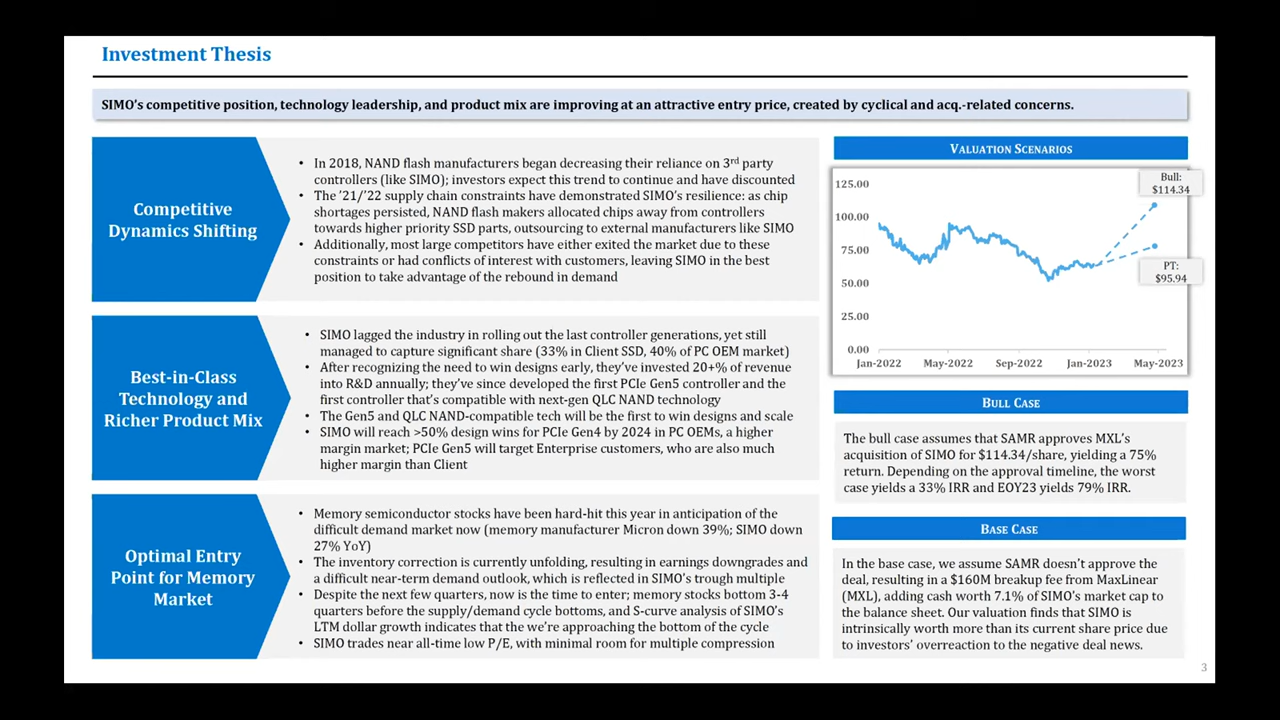 Investment Thesis
SIMO's competitive position, technology leadership, and product mix are improving at an attractive entry price, created by cyclical and acq.-related concerns.
Competitive
Dynamics Shifting
• In 2018, NAND flash manufacturers began decreasing their reliance on 3rd party
controllers (like SIMO); investors expect this trend to continue and have discounted
• The '21/'22 supply chain constraints have demonstrated SIMO's resilience: as chip
shortages persisted, NAND flash makers allocated chips away from controllers
towards higher priority SSD parts, outsourcing to external manufacturers like SIMO
• Additionally, most large competitors have either exited the market due to these
constraints or had conflicts of interest with customers, leaving SIMO in the best
position to take advantage of the rebound in demand
Best-in-Class
Technology and
Richer Product Mix
• SIMO lagged the industry in rolling out the last controller generations, yet still
managed to capture significant share (33% in Client SSD, 40% of PC OEM market)
• After recognizing the need to win designs early, they've invested 20+% of revenue
into R&D annually; they've since developed the first PCIe Gen5 controller and the
first controller that's compatible with next-gen QLC NAND technology
• The Gen5 and QLC NAND-compatible tech will be the first to win designs and scale
• SIMO will reach >50% design wins for PCIe Gen4 by 2024 in PC OEMs, a higher
margin market; PCIe Gen5 will target Enterprise customers, who are also much
higher margin than Client
Optimal Entry
Point for Memory
Market
• Memory semiconductor stocks have been hard-hit this year in anticipation of the
difficult demand market now (memory manufacturer Micron down 39%; SIMO down
27% YoY)
• The inventory correction is currently unfolding, resulting in earnings downgrades and
a difficult near-term demand outlook, which is reflected in SIMO's trough multiple
• Despite the next few quarters, now is the time to enter; memory stocks bottom 3-4
quarters before the supply/demand cycle bottoms, and S-curve analysis of SIMO's
LTM dollar growth indicates that the we're approaching the bottom of the cycle
• SIMO trades near all-time low P/E, with minimal room for multiple compression
VALUATION SCENARIOS
125.00
100.00
75.00
50.00
25.00
0.00
Jan-2022 May-2022 Sep-2022 Jan-2023 May-2023
Bull:
$114.34
PT:
$95.94
BULL CASE
The bull case assumes that SAMR approves MXL's
acquisition of SIMO for $114.34/share, yielding a 75%
return. Depending on the approval timeline, the worst
case yields a 33% IRR and EOY23 yields 79% IRR.
BASE CASE
In the base case, we assume SAMR doesn't approve the
deal, resulting in a $160M breakup fee from MaxLinear
(MXL), adding cash worth 7.1% of SIMO's market cap to
the balance sheet. Our valuation finds that SIMO is
intrinsically worth more than its current share price due
to investors' overreaction to the negative deal news.
3